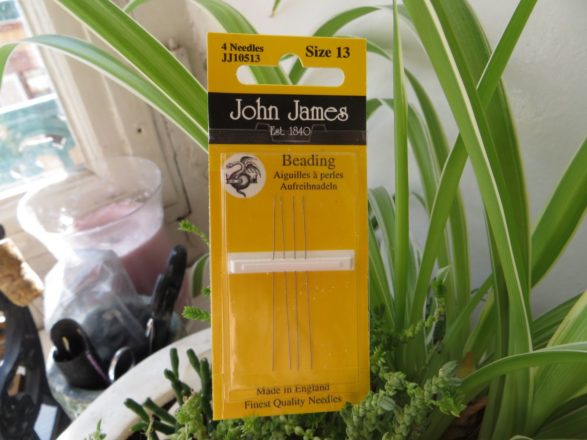 4 Needles
JJ10513
Size 13
John James
Est. 1840
Beading
Aiguilles à perles
Aufreihnadeln
Made in England
Finest Quality Needles